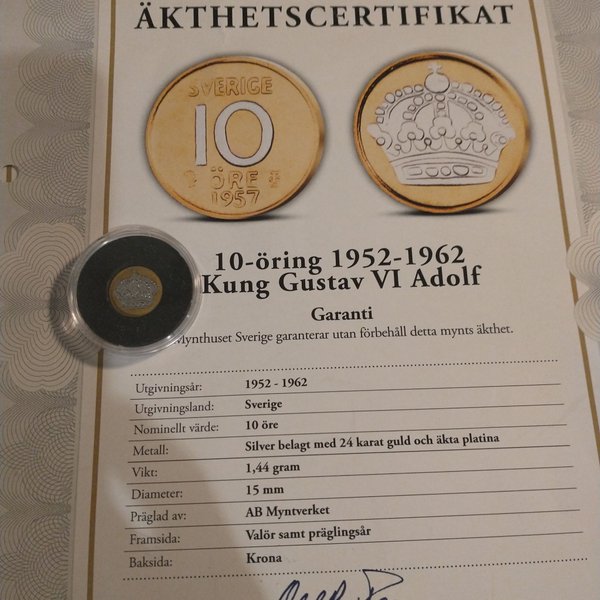 ÄKTHETSCERTIFIKAT
SVERIGE
10
ÖRE
1957
10-öring 1952-1962
Kung Gustav VI Adolf
Garanti
Mynthuset Sverige garanterar utan förbehåll detta mynts äkthet.
Utgivningsår: 1952 - 1962
Utgivningsland: Sverige
Nominellt värde: 10 öre
Metall: Silver belagt med 24 karat guld och äkta platina
Vikt: 1,44 gram
Diameter: 15 mm
Präglad av: AB Myntverket
Framsida: Valör samt präglingsår
Baksida: Krona